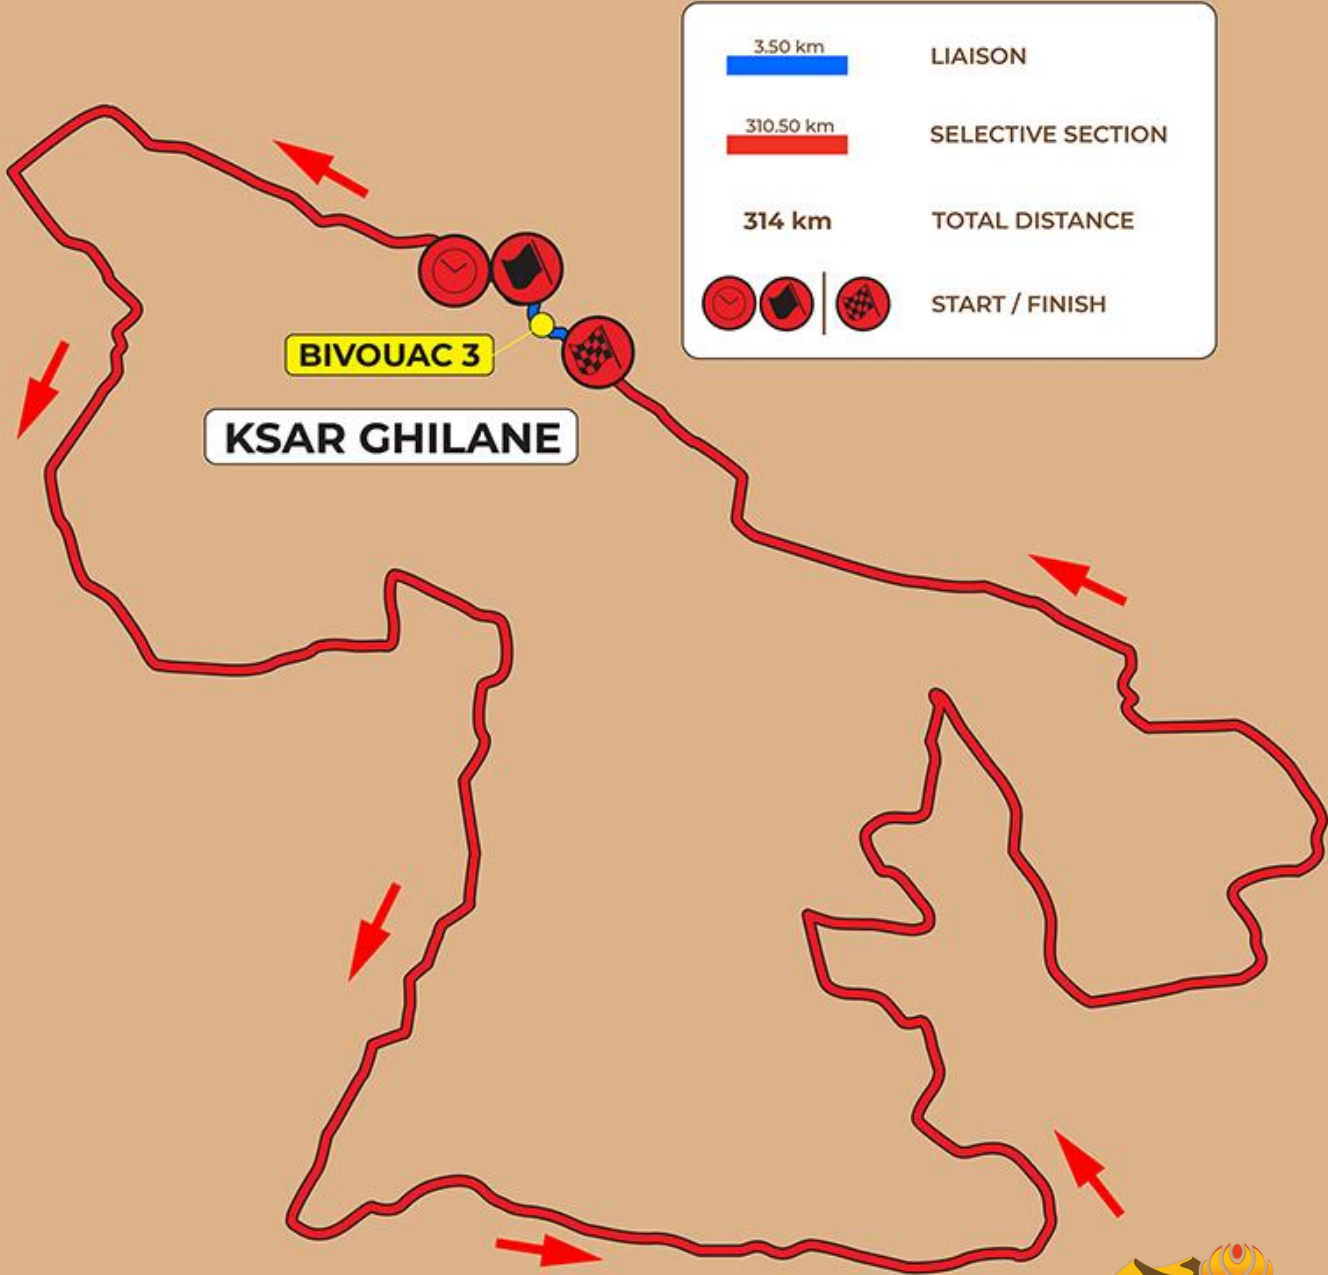 3.50 km
LIAISON
310.50 km
SELECTIVE SECTION
314 km
TOTAL DISTANCE
START / FINISH
BIVOUAC 3
KSAR GHILANE